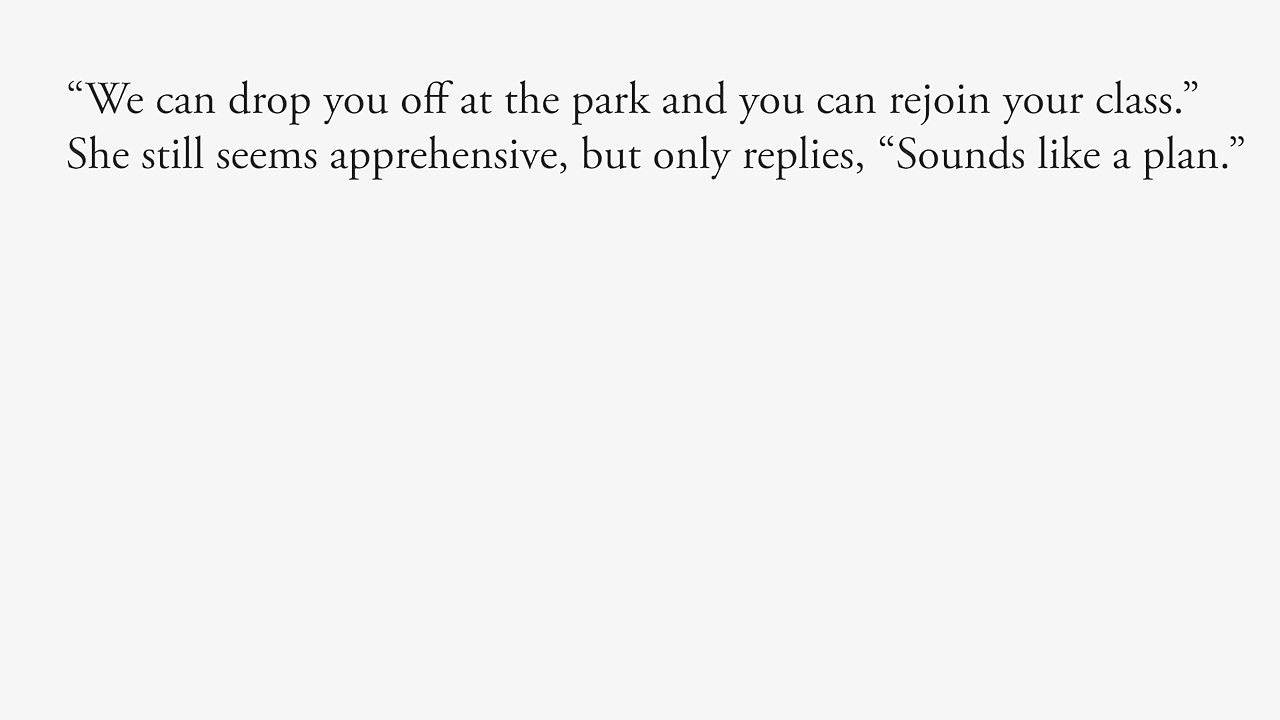 “We can drop you off at the park and you can rejoin your class.”
She still seems apprehensive, but only replies, “Sounds like a plan.”